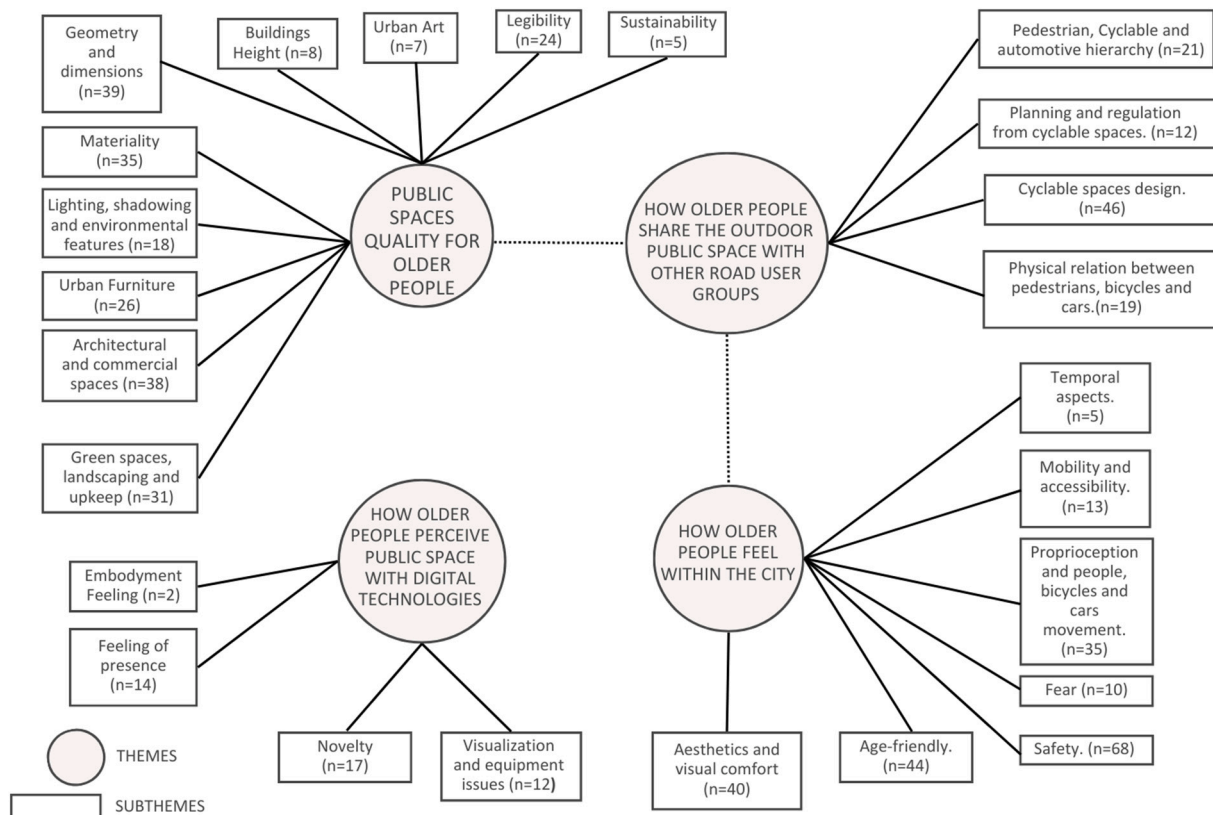 Geometry
and
dimensions
(n=39)
Buildings
Height (n=8)
Urban Art
(n=7)
Legibility
(n=24)
Sustainability
(n=5)
Materiality
(n=35)
Lighting, shadowing
and environmental
features (n=18)
Urban Furniture
(n=26)
Architectural
and commercial
spaces (n=38)
Green spaces,
landscaping and
upkeep (n=31)
PUBLIC
SPACES
QUALITY FOR
OLDER
PEOPLE
HOW OLDER PEOPLE
SHARE THE OUTDOOR
PUBLIC SPACE WITH
OTHER ROAD USER
GROUPS
Pedestrian, Cyclable and
automotive hierarchy (n=21)
Planning and regulation
from cyclable spaces. (n=12)
Cyclable spaces design.
(n=46)
Physical relation between
pedestrians, bicycles and
cars.(n=19)
HOW OLDER
PEOPLE PERCEIVE
PUBLIC SPACE
WITH DIGITAL
TECHNOLOGIES
Embodyment
Feeling (n=2)
Feeling of
presence
(n=14)
Novelty
(n=17)
Visualization
and equipment
issues (n=12)
HOW OLDER
PEOPLE FEEL
WITHIN THE CITY
Temporal
aspects.
(n=5)
Mobility and
accessibility.
(n=13)
Proprioception
and people,
bicycles and
cars
movement.
(n=35)
Fear (n=10)
Safety. (n=68)
Age-friendly.
(n=44)
Aesthetics and
visual comfort
(n=40)
THEMES
SUBTHEMES